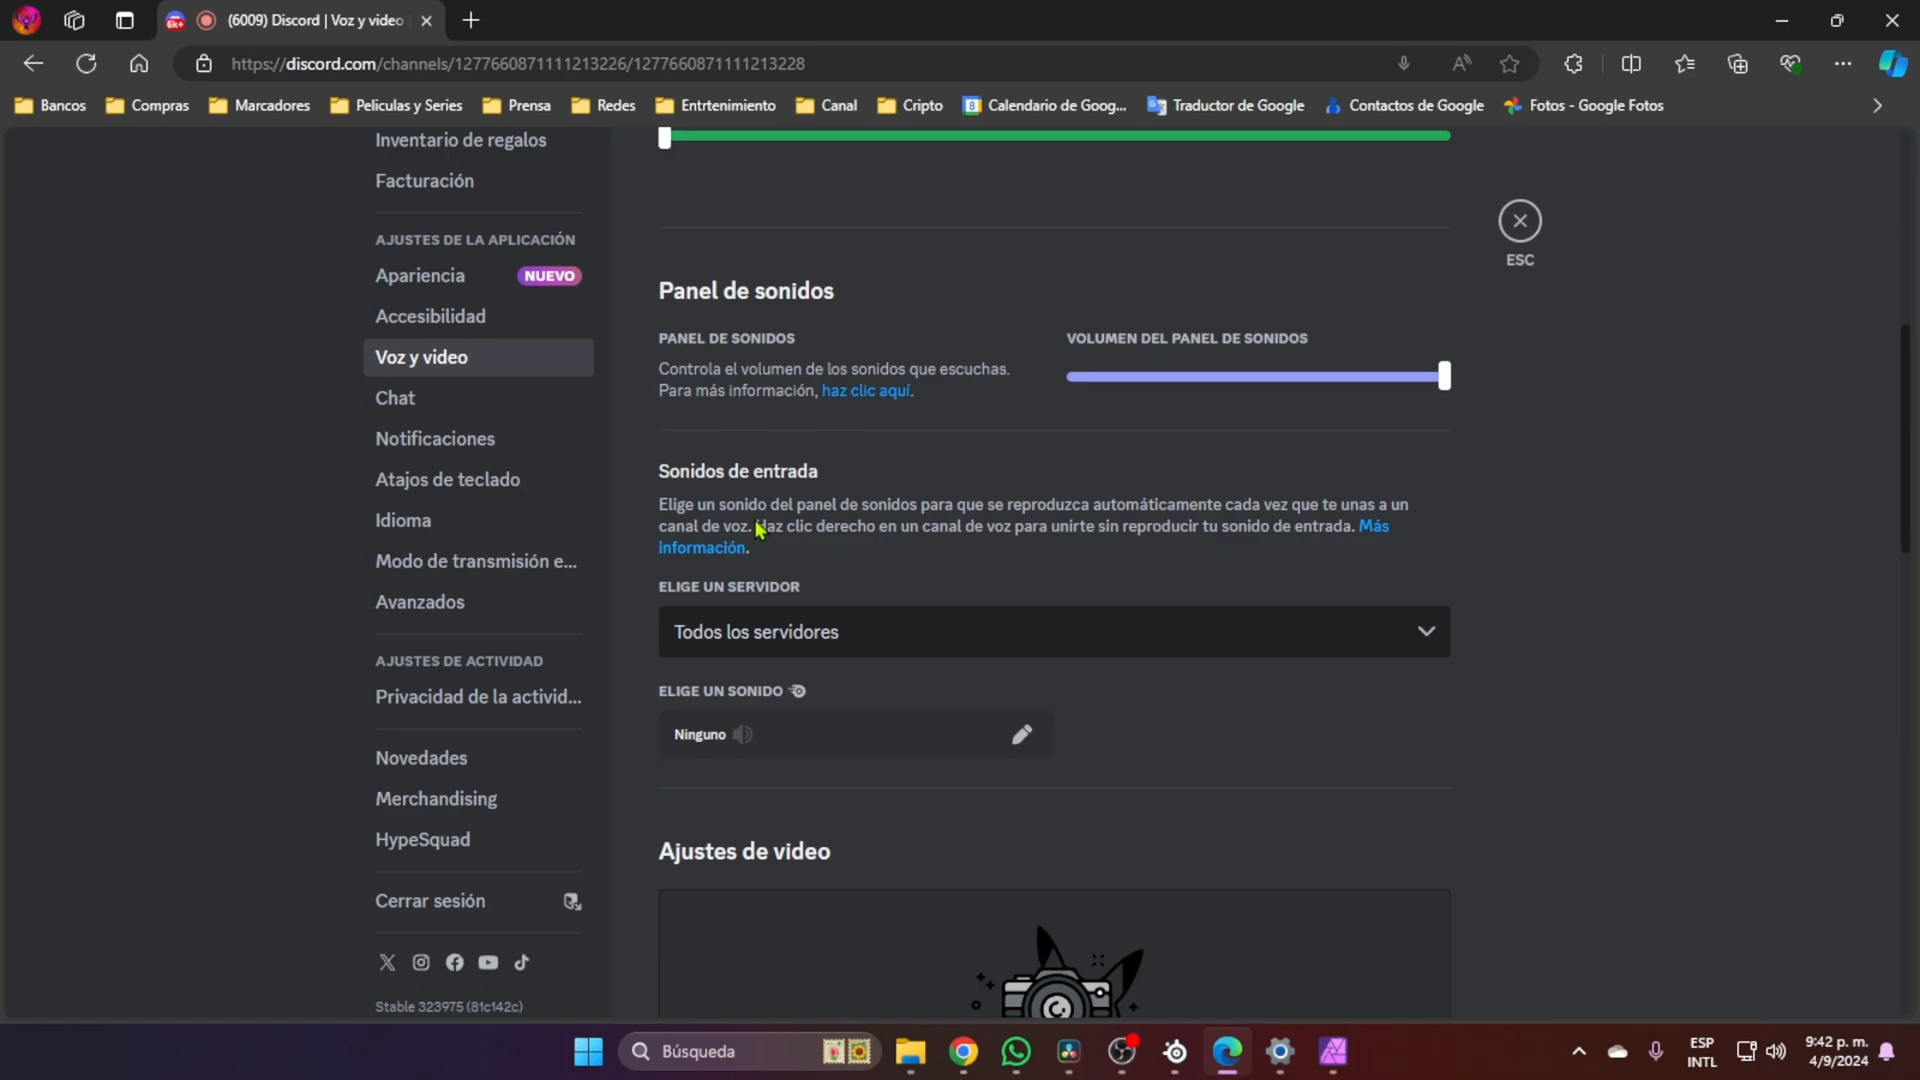 6k+ (6009) Discord | Voz y video
https://discord.com/channels/1277660871111213226/1277660871111213228
Bancos Compras Marcadores Peliculas y Series Prensa Redes Entrtenimiento Canal Cripto Calendario de Goog... Traductor de Google Contactos de Google Fotos - Google Fotos
Inventario de regalos
Facturación
AJUSTES DE LA APLICACIÓN
Apariencia NUEVO
Accesibilidad
Voz y video
Chat
Notificaciones
Atajos de teclado
Idioma
Modo de transmisión e...
Avanzados
AJUSTES DE ACTIVIDAD
Privacidad de la activid...
Novedades
Merchandising
HypeSquad
Cerrar sesión
Stable 323975 (81c142c)
Panel de sonidos
PANEL DE SONIDOS
Controla el volumen de los sonidos que escuchas.
Para más información, haz clic aquí.
VOLUMEN DEL PANEL DE SONIDOS
Sonidos de entrada
Elige un sonido del panel de sonidos para que se reproduzca automáticamente cada vez que te unas a un
canal de voz. Haz clic derecho en un canal de voz para unirte sin reproducir tu sonido de entrada. Más
información.
ELIGE UN SERVIDOR
Todos los servidores
ELIGE UN SONIDO
Ninguno
Ajustes de video
ESC
Búsqueda
ESP
INTL
9:42 p. m.
4/9/2024